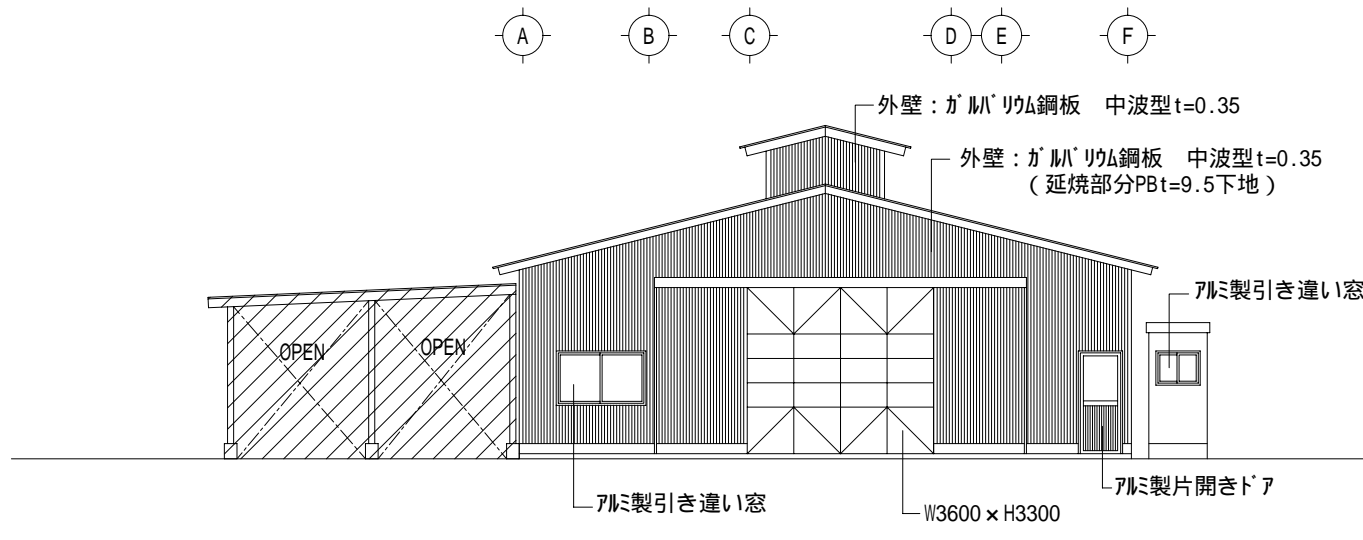 A B C D E F
外壁：ｶﾞﾙﾊﾞﾘｳﾑ鋼板　中波型t=0.35
外壁：ｶﾞﾙﾊﾞﾘｳﾑ鋼板　中波型t=0.35
（延焼部分PBt=9.5下地）
ｱﾙﾐ製引き違い窓
OPEN OPEN
ｱﾙﾐ製片開きﾄﾞｱ
ｱﾙﾐ製引き違い窓
W3600×H3300